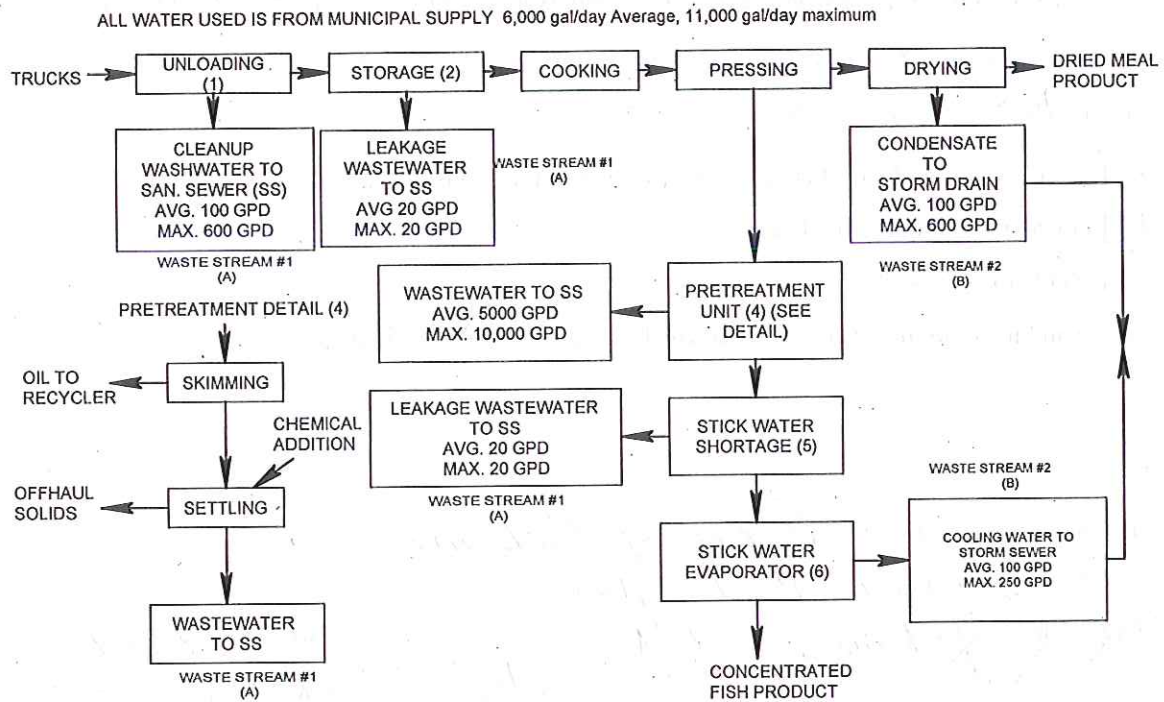 ALL WATER USED IS FROM MUNICIPAL SUPPLY 6,000 gal/day Average, 11,000 gal/day maximum
TRUCKS
UNLOADING
(1)
STORAGE (2)
COOKING
PRESSING
DRYING
DRIED MEAL
PRODUCT
CLEANUP
WASHWATER TO
SAN. SEWER (SS)
AVG. 100 GPD
MAX. 600 GPD
WASTE STREAM #1
(A)
LEAKAGE
WASTEWATER
TO SS
AVG 20 GPD
MAX. 20 GPD
WASTE STREAM #1
(A)
CONDENSATE
TO
STORM DRAIN
AVG. 100 GPD
MAX. 600 GPD
WASTE STREAM #2
(B)
WASTEWATER TO SS
AVG. 5000 GPD
MAX. 10,000 GPD
PRETREATMENT
UNIT (4) (SEE
DETAIL)
PRETREATMENT DETAIL (4)
SKIMMING
OIL TO
RECYCLER
CHEMICAL
ADDITION
OFFHAUL
SOLIDS
SETTLING
WASTEWATER
TO SS
WASTE STREAM #1
(A)
LEAKAGE WASTEWATER
TO SS
AVG. 20 GPD
MAX. 20 GPD
WASTE STREAM #1
(A)
STICK WATER
SHORTAGE (5)
STICK WATER
EVAPORATOR (6)
WASTE STREAM #2
(B)
COOLING WATER TO
STORM SEWER
AVG. 100 GPD
MAX. 250 GPD
CONCENTRATED
FISH PRODUCT